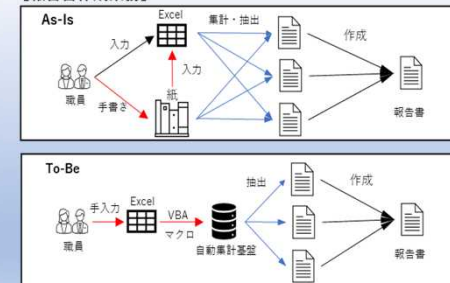 As-Is
Excel
集計・抽出
作成
入力
入力
職員
手書き
紙
報告書
To-Be
抽出
作成
手入力
Excel
VBA
マクロ
職員
自動集計基盤
報告書